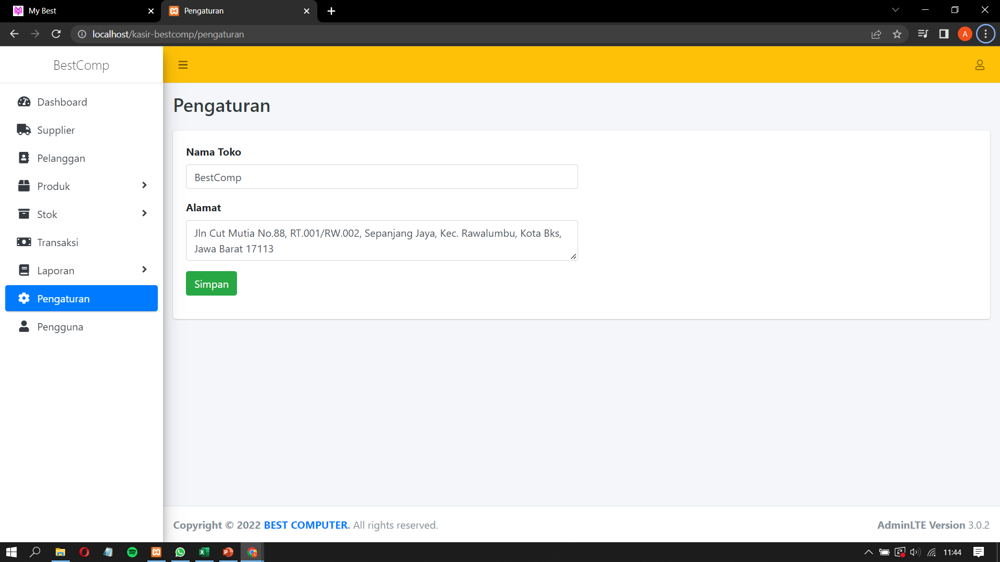 My Best
Pengaturan
localhost/kasir-bestcomp/pengaturan
A
BestComp
Dashboard
Supplier
Pelanggan
Produk
Stok
Transaksi
Laporan
Pengaturan
Pengguna
Pengaturan
Nama Toko
BestComp
Alamat
Jln Cut Mutia No.88, RT.001/RW.002, Sepanjang Jaya, Kec. Rawalumbu, Kota Bks,
Jawa Barat 17113
Simpan
Copyright © 2022 BEST COMPUTER. All rights reserved.
AdminLTE Version 3.0.2
11:44